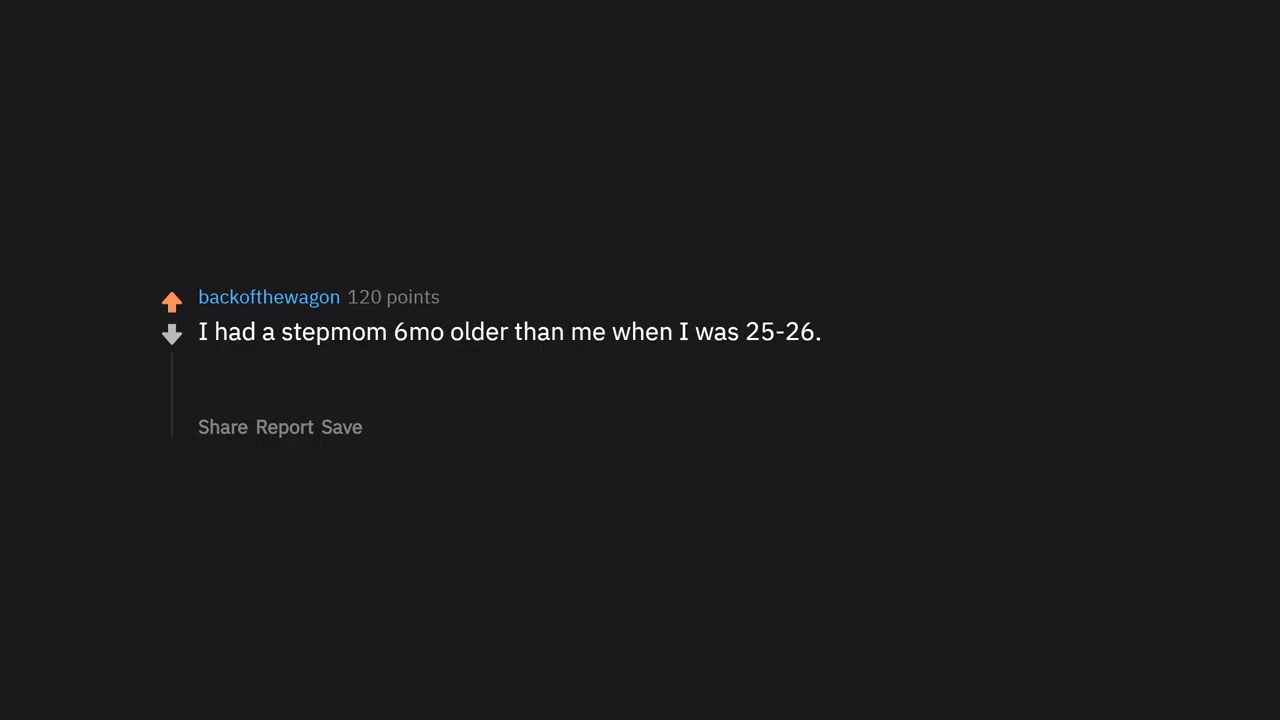 backofthewagon 120 points
I had a stepmom 6mo older than me when I was 25-26.
Share Report Save